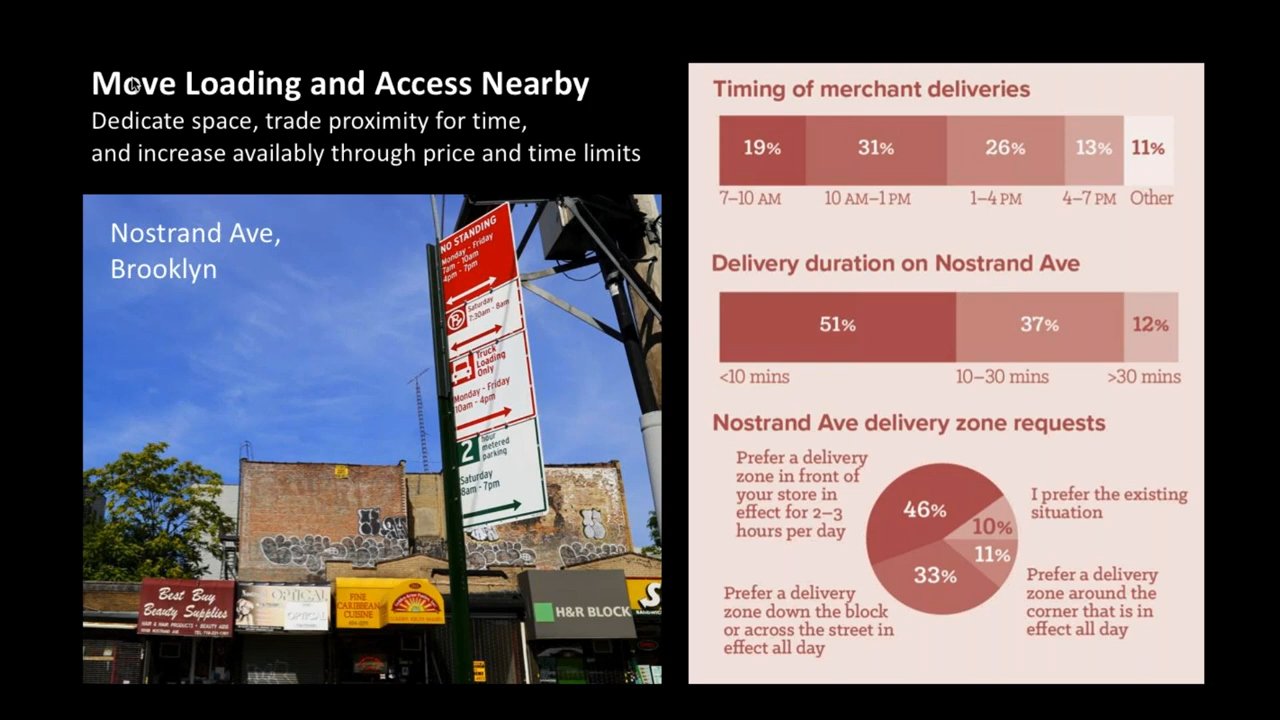 Move Loading and Access Nearby
Dedicate space, trade proximity for time,
and increase availably through price and time limits
Nostrand Ave,
Brooklyn
NO STANDING
Monday - Friday
7am - 10am
4pm - 7pm
Saturday
7:30am - 8am
Truck
Loading
Only
Monday - Friday
10am - 4pm
2
hour
metered
parking
Saturday
8am - 7pm
Best Buy
Beauty Supplies
OPTICAL
OPTICAL
FINE
CARIBBEAN
CUISINE
H&R BLOCK
Timing of merchant deliveries
19% 31% 26% 13% 11%
7–10 AM 10 AM–1 PM 1–4 PM 4–7 PM Other
Delivery duration on Nostrand Ave
51% 37% 12%
<10 mins 10–30 mins >30 mins
Nostrand Ave delivery zone requests
Prefer a delivery
zone in front of
your store in
effect for 2–3
hours per day
46%
I prefer the existing
situation
10%
11%
33%
Prefer a delivery
zone down the block
or across the street in
effect all day
Prefer a delivery
zone around the
corner that is in
effect all day